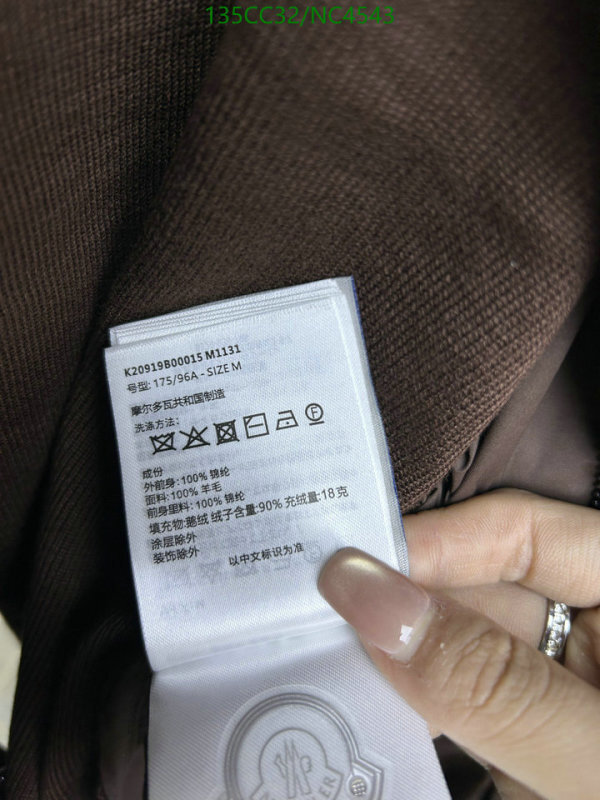 135CC32/NC4543
K20919B00015 M1131
号型: 175/96A - SIZE M
摩尔多瓦共和国制造
洗涤方法:
F
成份
外前身: 100% 锦纶
面料: 100% 羊毛
前身里料: 100% 锦纶
填充物: 鹅绒 绒子含量: 90% 充绒量: 18 克
涂层除外
装饰除外
以中文标识为准